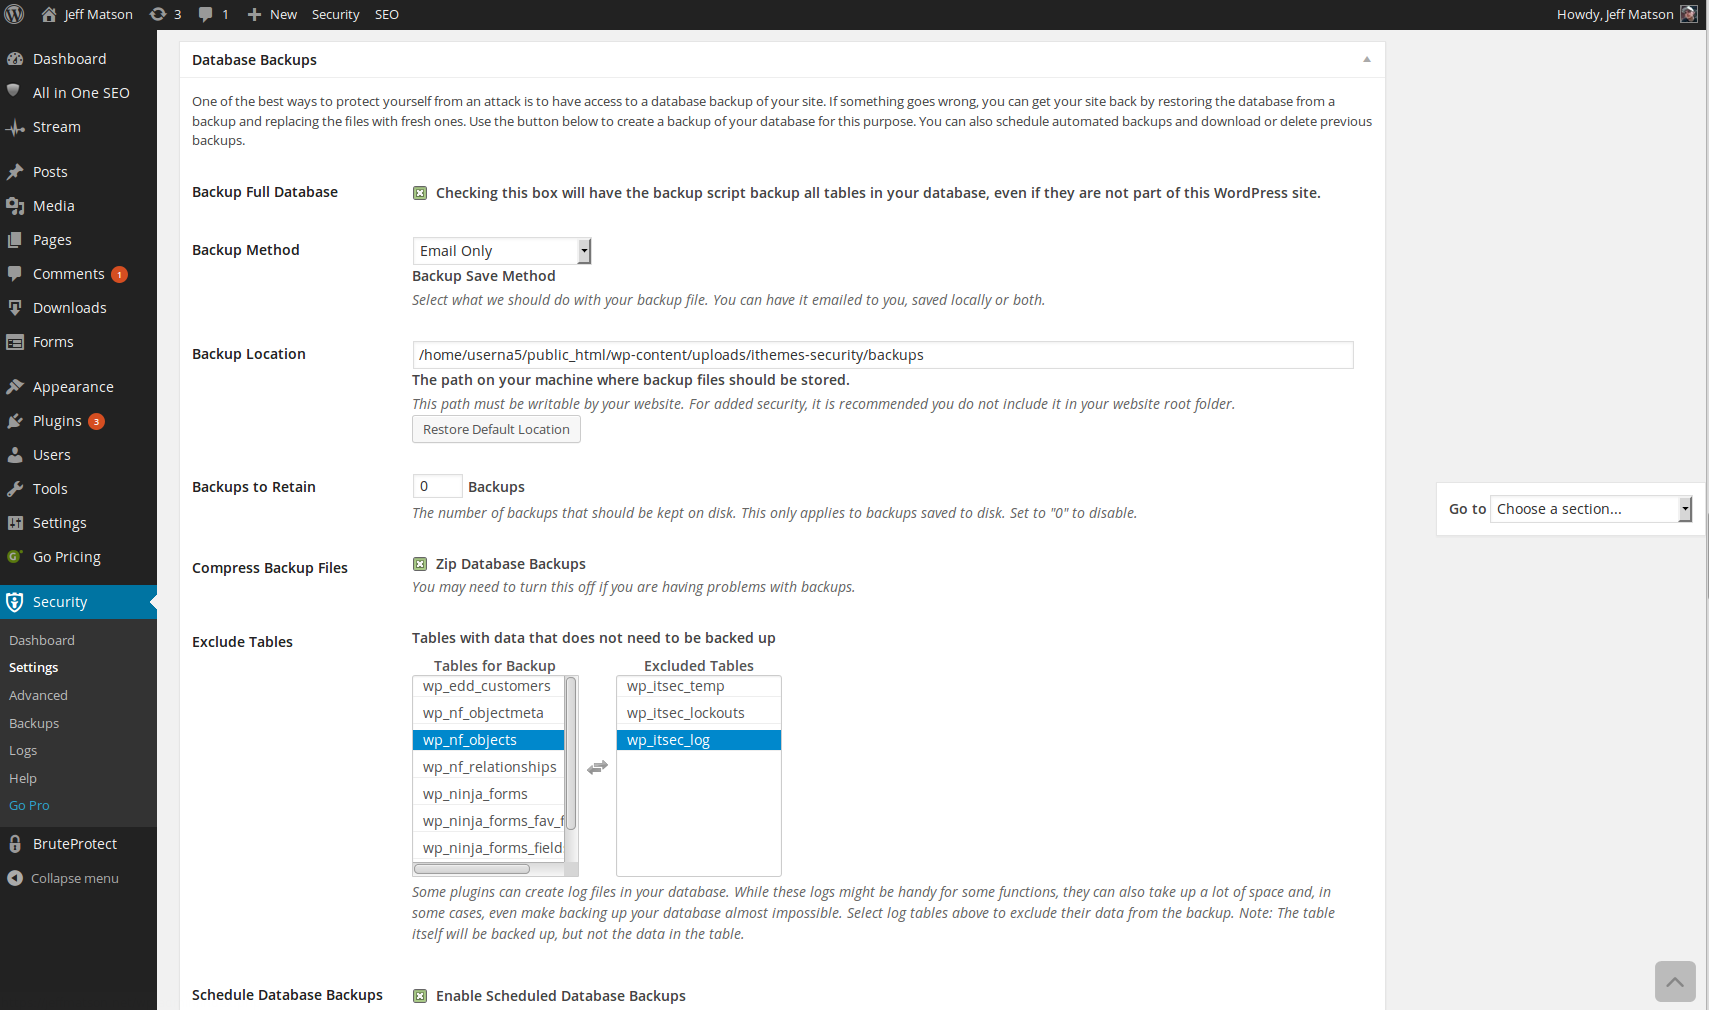 Jeff Matson 3 1 New Security SEO Howdy, Jeff Matson
Dashboard
All in One SEO
Stream
Posts
Media
Pages
Comments 1
Downloads
Forms
Appearance
Plugins 3
Users
Tools
Settings
Go Pricing
Security
Dashboard
Settings
Advanced
Backups
Logs
Help
Go Pro
BruteProtect
Collapse menu
Database Backups
One of the best ways to protect yourself from an attack is to have access to a database backup of your site. If something goes wrong, you can get your site back by restoring the database from a
backup and replacing the files with fresh ones. Use the button below to create a backup of your database for this purpose. You can also schedule automated backups and download or delete previous
backups.
Backup Full Database
Checking this box will have the backup script backup all tables in your database, even if they are not part of this WordPress site.
Backup Method
Email Only
Backup Save Method
Select what we should do with your backup file. You can have it emailed to you, saved locally or both.
Backup Location
/home/userna5/public_html/wp-content/uploads/ithemes-security/backups
The path on your machine where backup files should be stored.
This path must be writable by your website. For added security, it is recommended you do not include it in your website root folder.
Restore Default Location
Backups to Retain
0 Backups
The number of backups that should be kept on disk. This only applies to backups saved to disk. Set to "0" to disable.
Compress Backup Files
Zip Database Backups
You may need to turn this off if you are having problems with backups.
Exclude Tables
Tables with data that does not need to be backed up
Tables for Backup
wp_edd_customers
wp_nf_objectmeta
wp_nf_objects
wp_nf_relationships
wp_ninja_forms
wp_ninja_forms_fav_f
wp_ninja_forms_field
Excluded Tables
wp_itsec_temp
wp_itsec_lockouts
wp_itsec_log
Some plugins can create log files in your database. While these logs might be handy for some functions, they can also take up a lot of space and, in
some cases, even make backing up your database almost impossible. Select log tables above to exclude their data from the backup. Note: The table
itself will be backed up, but not the data in the table.
Schedule Database Backups
Enable Scheduled Database Backups
Go to Choose a section...